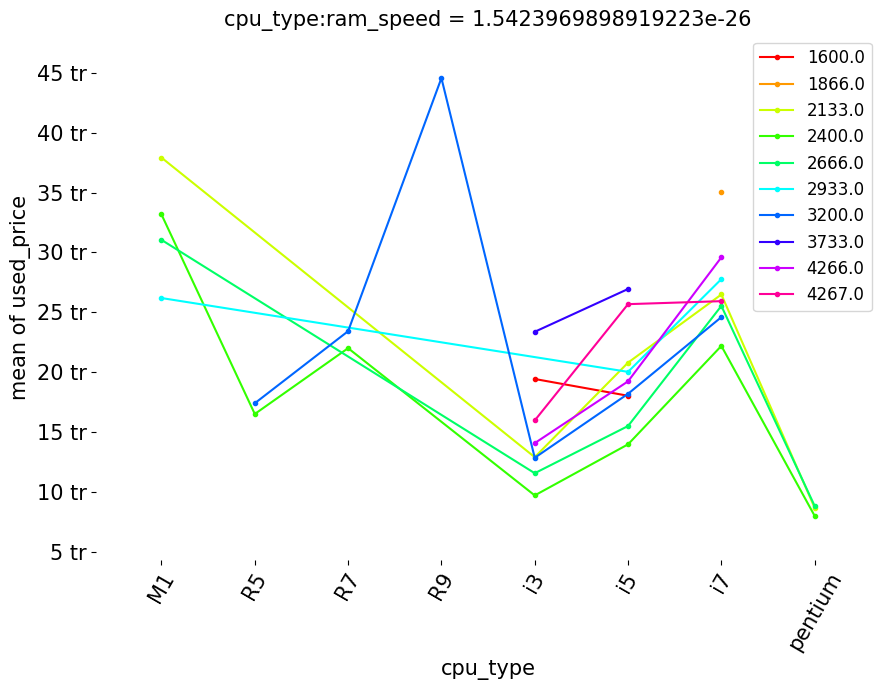 cpu_type:ram_speed = 1.5423969898919223e-26
1600.0
1866.0
2133.0
2400.0
2666.0
2933.0
3200.0
3733.0
4266.0
4267.0
45 tr
40 tr
35 tr
30 tr
25 tr
20 tr
15 tr
10 tr
5 tr
mean of used_price
M1
R5
R7
R9
i3
i5
i7
pentium
cpu_type